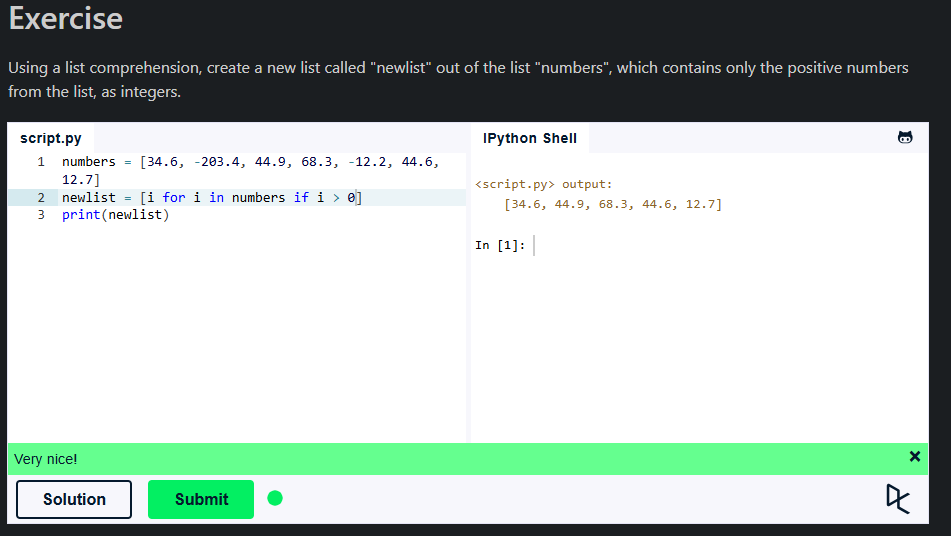 Exercise
Using a list comprehension, create a new list called "newlist" out of the list "numbers", which contains only the positive numbers
from the list, as integers.
script.py
1 numbers = [34.6, -203.4, 44.9, 68.3, -12.2, 44.6,
12.7]
2 newlist = [i for i in numbers if i > 0]
3 print(newlist)
IPython Shell
<script.py> output:
[34.6, 44.9, 68.3, 44.6, 12.7]
In [1]:
Very nice!
Solution
Submit